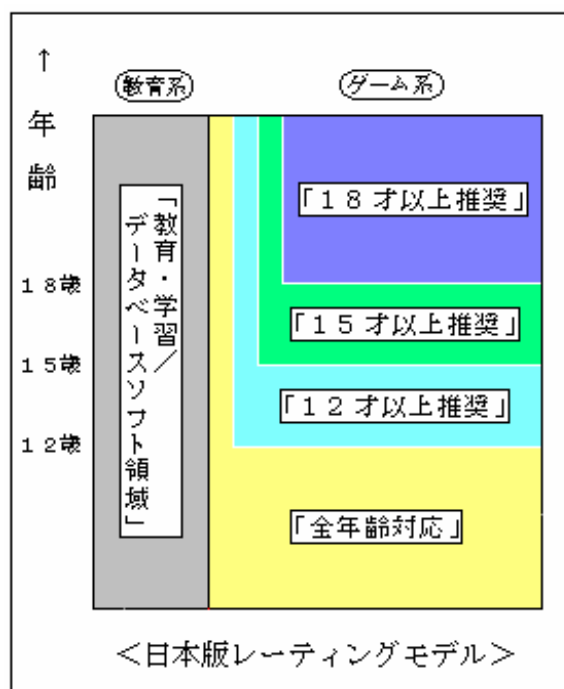 ↑
年
齢
教育系
ゲーム系
「教育・学習／
データベースソフト領域」
「１８才以上推奨」
１８歳
「１５才以上推奨」
１５歳
「１２才以上推奨」
１２歳
「全年齢対応」
＜日本版レーティングモデル＞